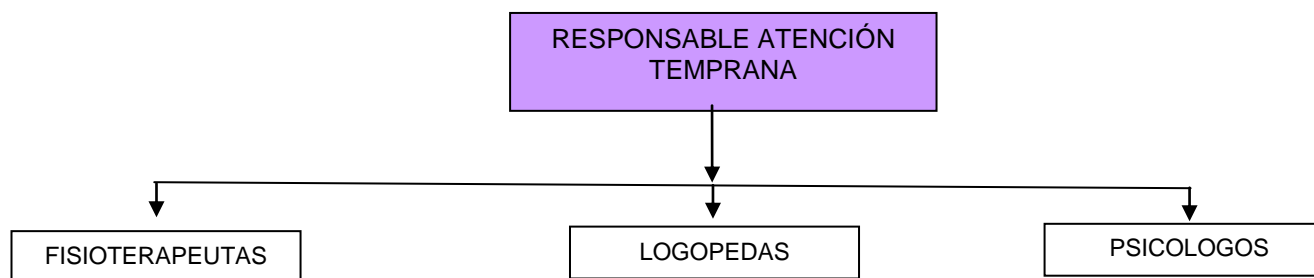 RESPONSABLE ATENCIÓN
TEMPRANA
FISIOTERAPEUTAS
LOGOPEDAS
PSICOLOGOS